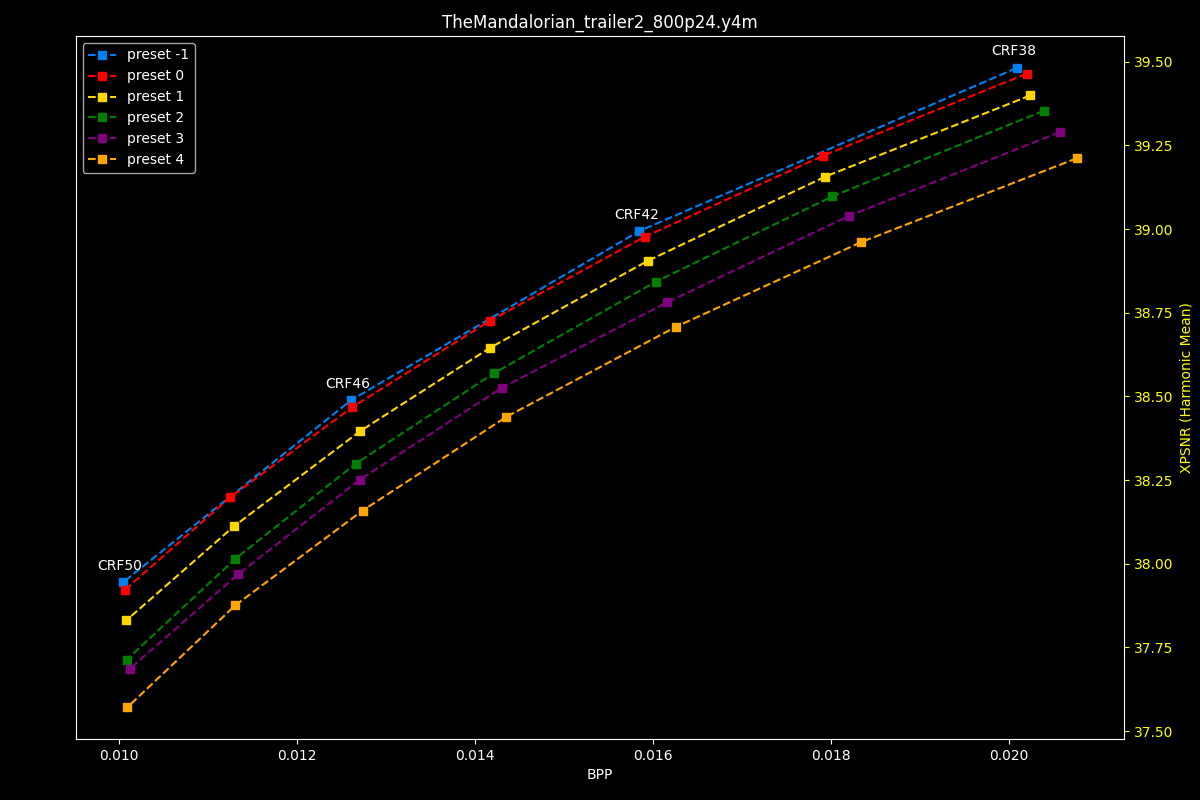 TheMandalorian_trailer2_800p24.y4m
preset -1
preset 0
preset 1
preset 2
preset 3
preset 4
CRF38
CRF42
CRF46
CRF50
39.50
39.25
39.00
38.75
38.50
38.25
38.00
37.75
37.50
XPSNR (Harmonic Mean)
0.010 0.012 0.014 0.016 0.018 0.020
BPP